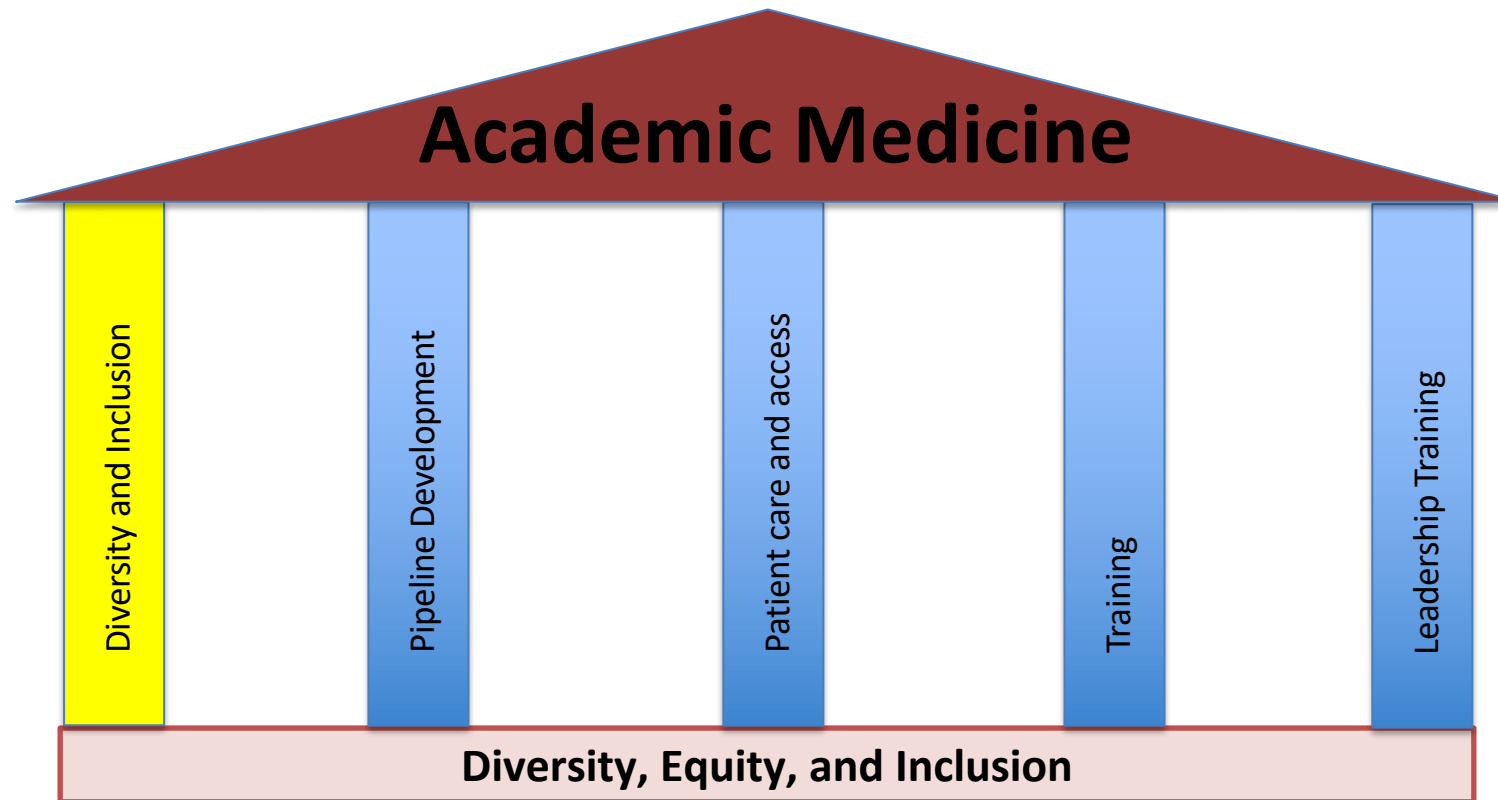 Academic Medicine
Diversity and Inclusion
Pipeline Development
Patient care and access
Training
Leadership Training
Diversity, Equity, and Inclusion